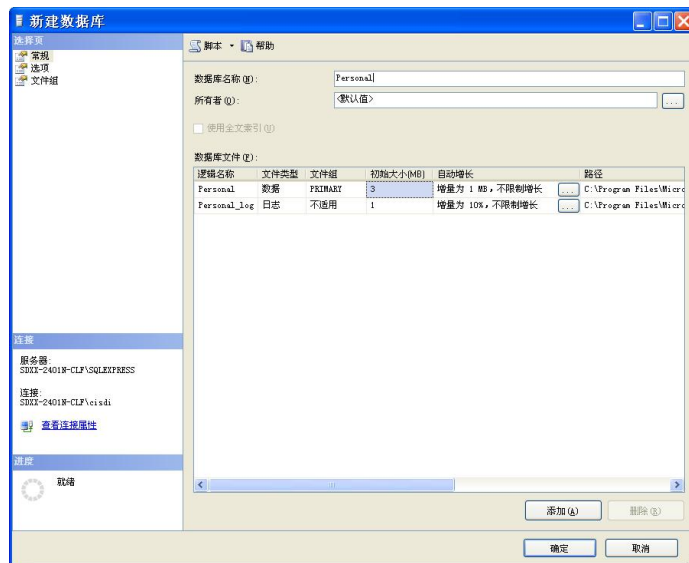 新建数据库
选择页
常规
选项
文件组
脚本 帮助
数据库名称(N): Personal
所有者(O): <默认值> ...
使用全文索引(U)
数据库文件(F):
逻辑名称 文件类型 文件组 初始大小(MB) 自动增长 路径
Personal 数据 PRIMARY 3 增量为 1 MB，不限制增长 ... C:\Program Files\Micro
Personal_log 日志 不适用 1 增量为 10%，不限制增长 ... C:\Program Files\Micro
连接
服务器:
SDXX-2401N-CLF\SQLEXPRESS
连接:
SDXX-2401N-CLF\cisdi
查看连接属性
进度
就绪
添加(A) 删除(R)
确定 取消